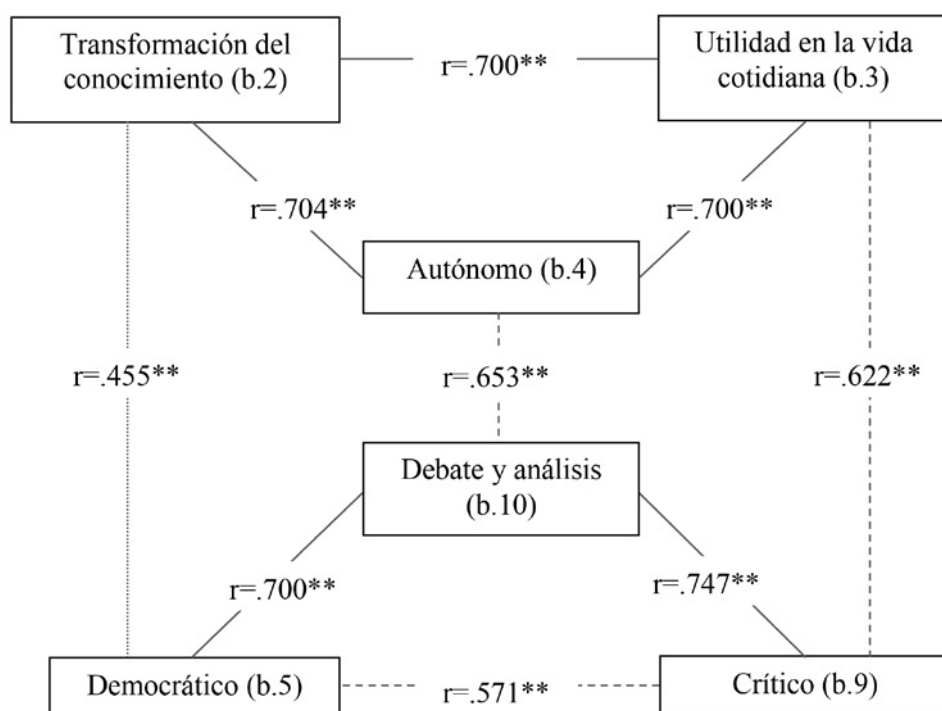 Transformación del
conocimiento (b.2)
r=.700**
Utilidad en la vida
cotidiana (b.3)
r=.704**
r=.700**
Autónomo (b.4)
r=.455**
r=.653**
r=.622**
Debate y análisis
(b.10)
r=.700**
r=.747**
Democrático (b.5)
r=.571**
Crítico (b.9)